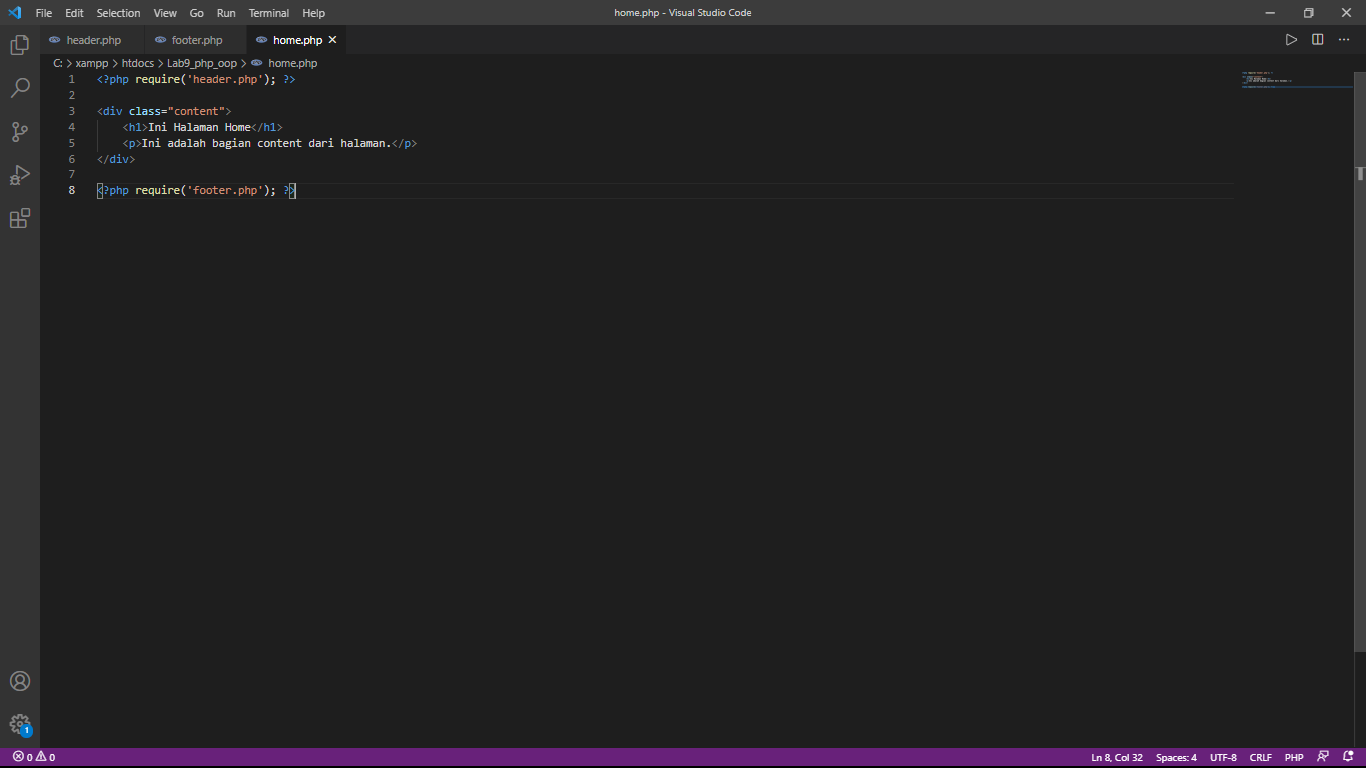 File Edit Selection View Go Run Terminal Help home.php - Visual Studio Code
header.php footer.php home.php
C: > xampp > htdocs > Lab9_php_oop > home.php
1 <?php require('header.php'); ?>
2
3 <div class="content">
4 <h1>Ini Halaman Home</h1>
5 <p>Ini adalah bagian content dari halaman.</p>
6 </div>
7
8 <?php require('footer.php'); ?>
1
0 0 Ln 8, Col 32 Spaces: 4 UTF-8 CRLF PHP